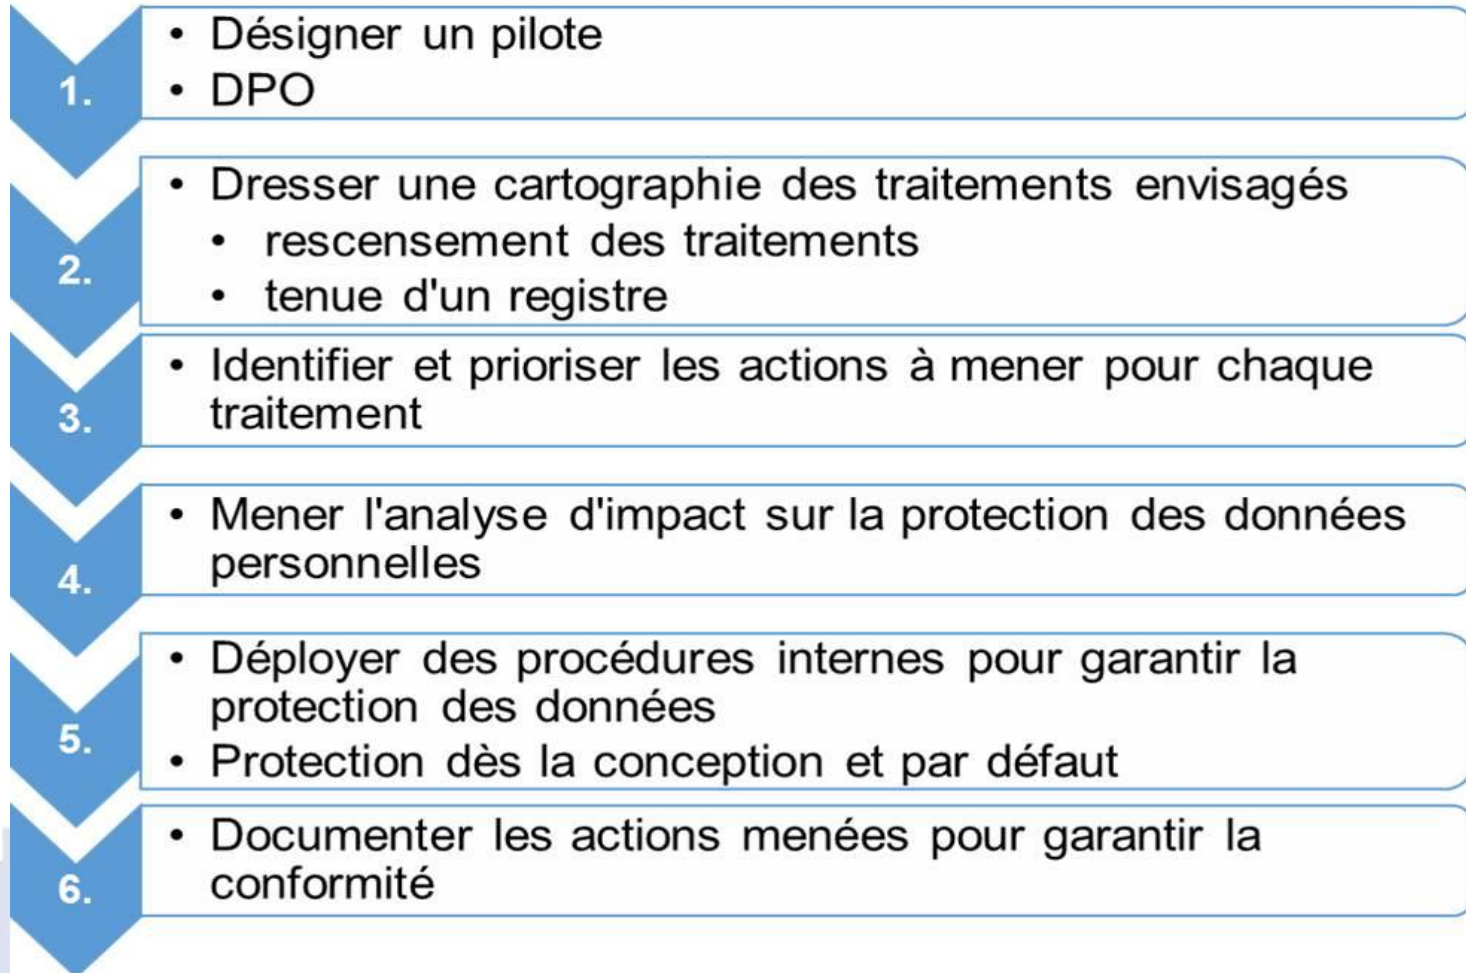 1.
• Désigner un pilote
• DPO
2.
• Dresser une cartographie des traitements envisagés
• rescensement des traitements
• tenue d'un registre
3.
• Identifier et prioriser les actions à mener pour chaque
traitement
4.
• Mener l'analyse d'impact sur la protection des données
personnelles
5.
• Déployer des procédures internes pour garantir la
protection des données
• Protection dès la conception et par défaut
6.
• Documenter les actions menées pour garantir la
conformité